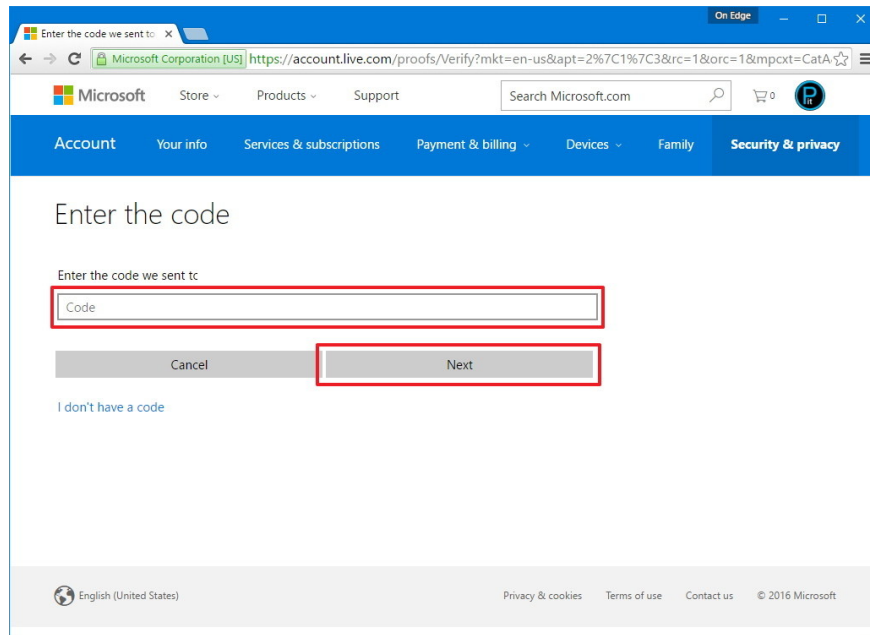 On Edge
Enter the code we sent to
Microsoft Corporation [US] https://account.live.com/proofs/Verify?mkt=en-us&apt=2%7C1%7C3&rc=1&orc=1&mpcxt=CatA
Microsoft Store Products Support Search Microsoft.com 0
Account Your info Services & subscriptions Payment & billing Devices Family Security & privacy
Enter the code
Enter the code we sent to
Code
Cancel Next
I don't have a code
English (United States) Privacy & cookies Terms of use Contact us © 2016 Microsoft